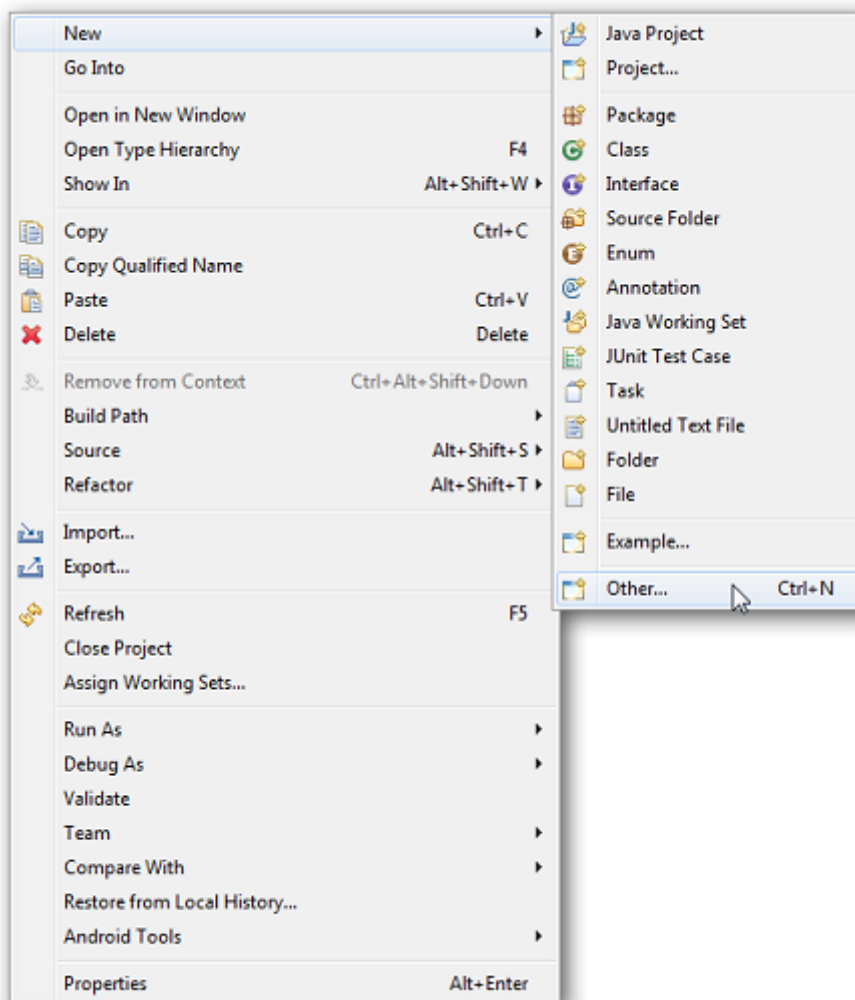 New
Go Into
Open in New Window
Open Type Hierarchy F4
Show In Alt+Shift+W
Copy Ctrl+C
Copy Qualified Name
Paste Ctrl+V
Delete Delete
Remove from Context Ctrl+Alt+Shift+Down
Build Path
Source Alt+Shift+S
Refactor Alt+Shift+T
Import...
Export...
Refresh F5
Close Project
Assign Working Sets...
Run As
Debug As
Validate
Team
Compare With
Restore from Local History...
Android Tools
Properties Alt+Enter
Java Project
Project...
Package
Class
Interface
Source Folder
Enum
Annotation
Java Working Set
JUnit Test Case
Task
Untitled Text File
Folder
File
Example...
Other... Ctrl+N